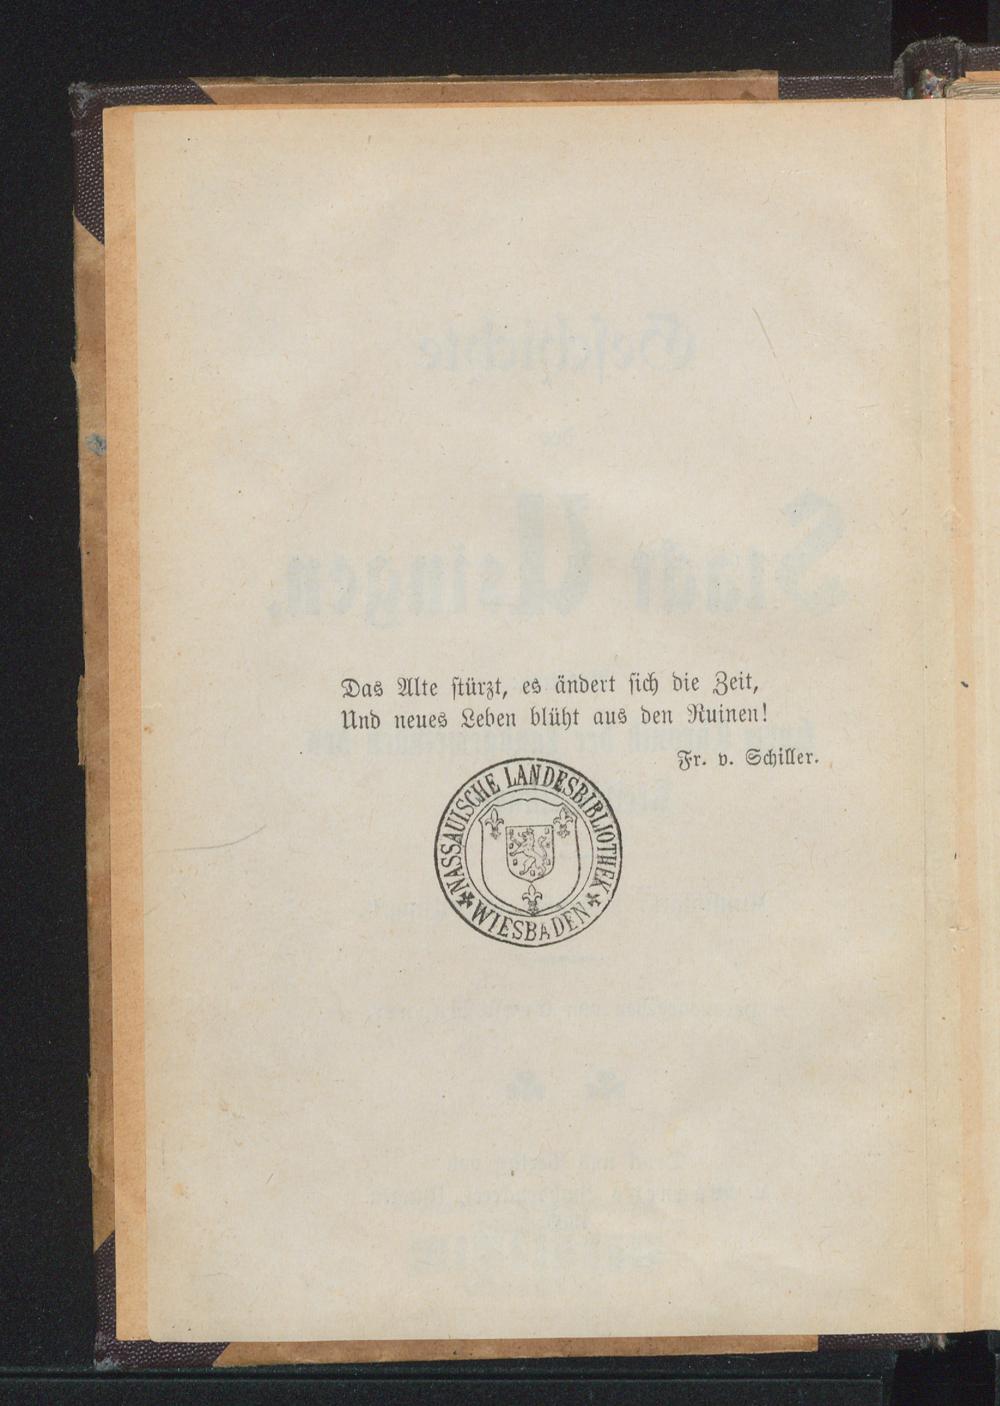 Das Alte stürzt, es ändert sich die Zeit,
Und neues Leben blüht aus den Ruinen!
Fr. v. Schiller.
NASSAUISCHE LANDESBIBLIOTHEK
WIESBADEN